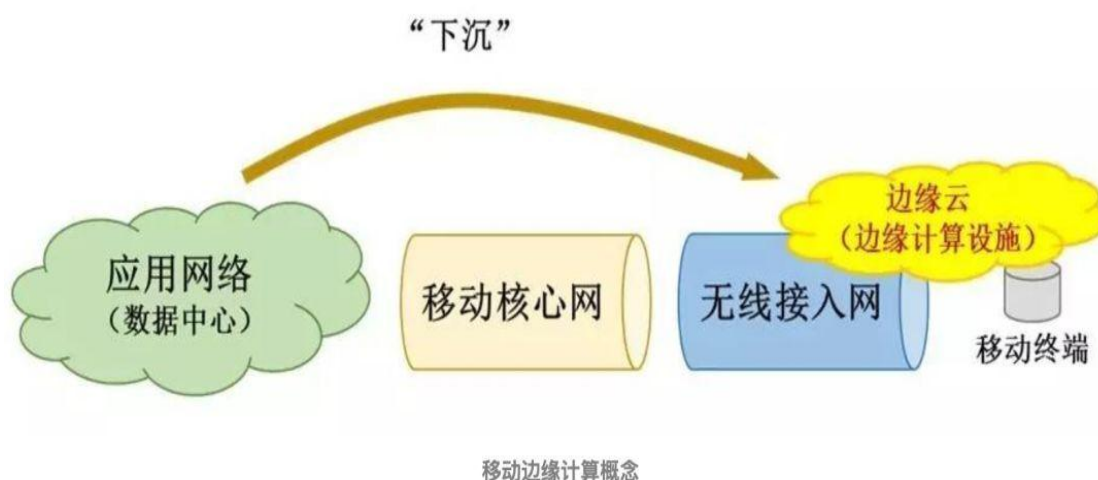 “下沉”
边缘云
（边缘计算设施）
应用网络
（数据中心）
移动核心网
无线接入网
移动终端
移动边缘计算概念